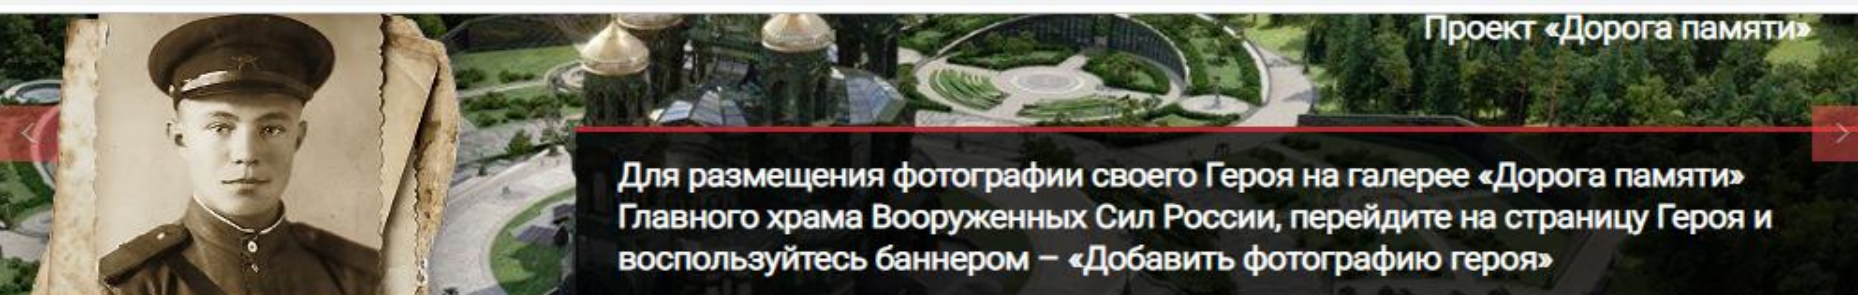 Проект «Дорога памяти»
Для размещения фотографии своего Героя на галерее «Дорога памяти»
Главного храма Вооруженных Сил России, перейдите на страницу Героя и
воспользуйтесь баннером – «Добавить фотографию героя»